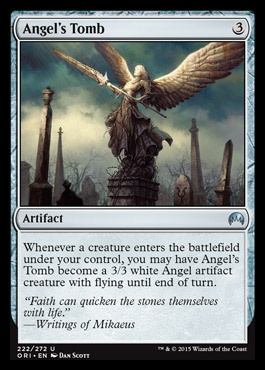 Angel's Tomb 3
Artifact
Whenever a creature enters the battlefield
under your control, you may have Angel's
Tomb become a 3/3 white Angel artifact
creature with flying until end of turn.
“Faith can quicken the stones themselves
with life.”
—Writings of Mikaeus
222/272 U
ORI • EN Dan Scott
™ & © 2015 Wizards of the Coast